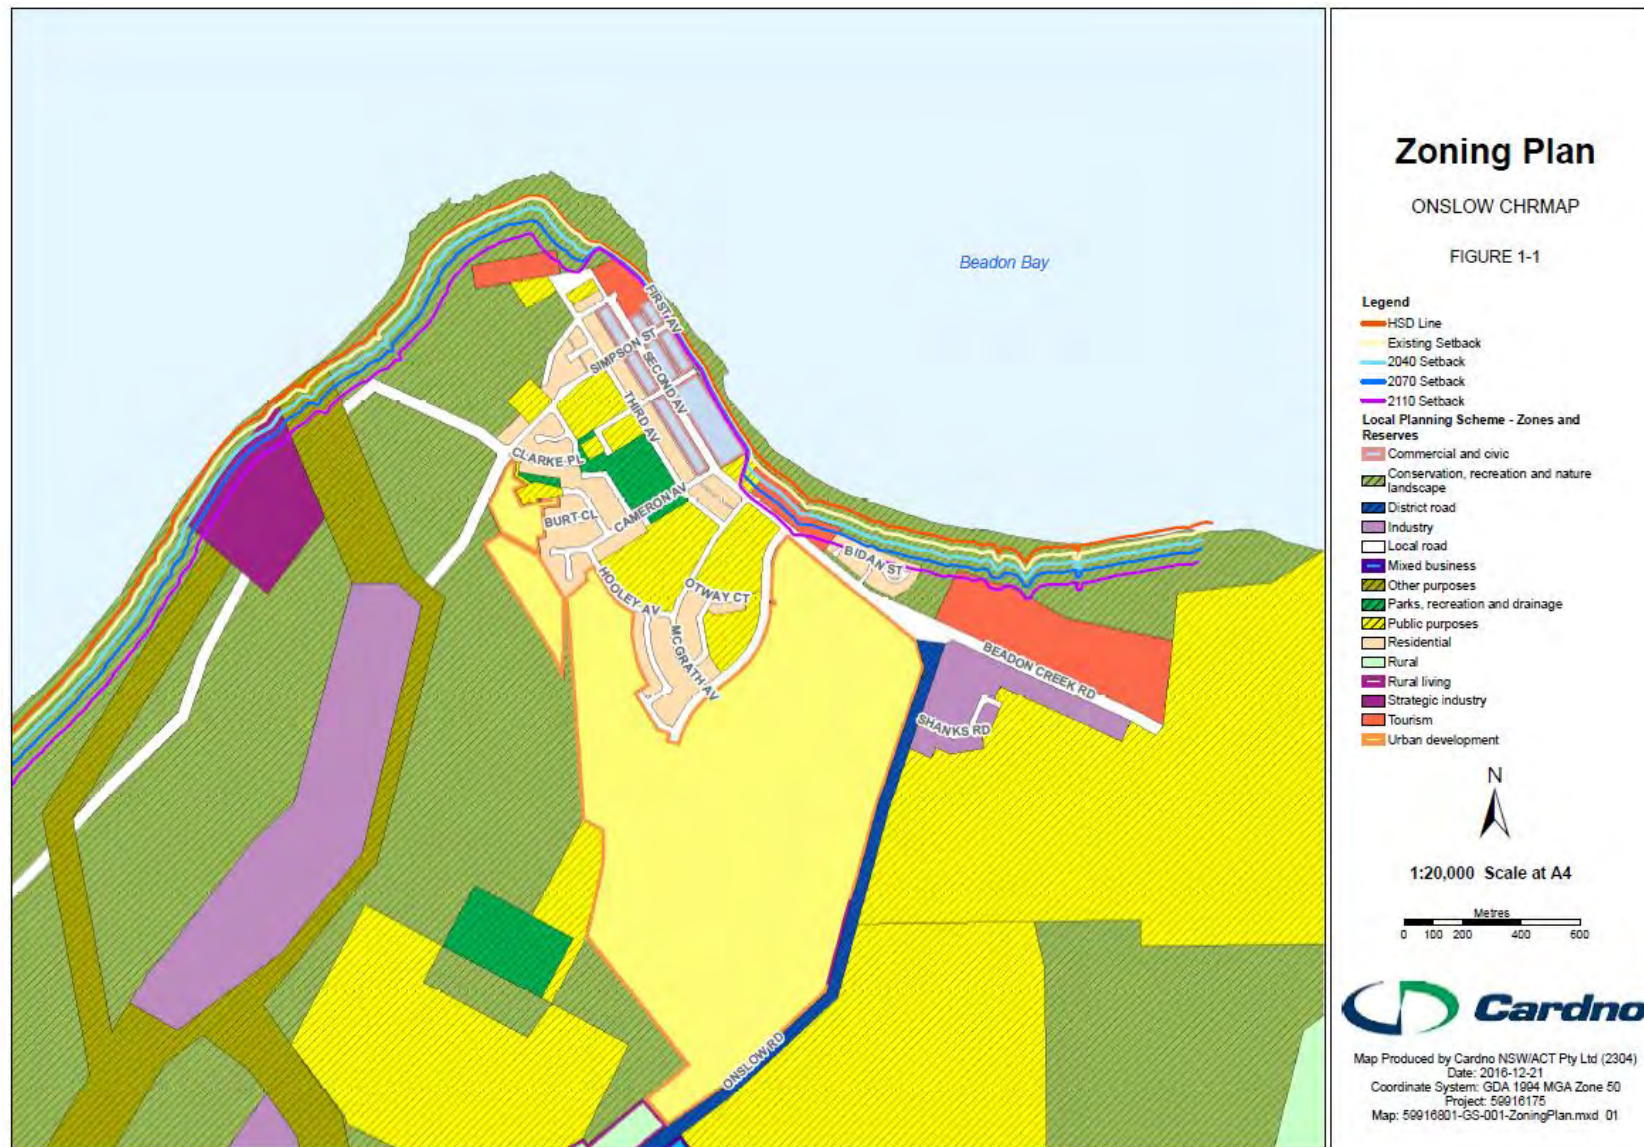 Zoning Plan
ONSLOW CHRMAP
FIGURE 1-1
Legend
HSD Line
Existing Setback
2040 Setback
2070 Setback
2110 Setback
Local Planning Scheme - Zones and
Reserves
Commercial and civic
Conservation, recreation and nature
landscape
District road
Industry
Local road
Mixed business
Other purposes
Parks, recreation and drainage
Public purposes
Residential
Rural
Rural living
Strategic industry
Tourism
Urban development
N
1:20,000 Scale at A4
Metres
0 100 200 400 600
Cardno
Map Produced by Cardno NSW/ACT Pty Ltd (2304)
Date: 2016-12-21
Coordinate System: GDA 1994 MGA Zone 50
Project: 59916175
Map: 59916801-GS-001-ZoningPlan.mxd 01
Beadon Bay
FIRST AV
SIMPSON ST
SECOND AV
THIRD AV
CLARKE PL
CAMERON AV
BURT CL
BIDAN ST
HOOLEY AV
OTWAY CT
MCGRATH AV
BEADON CREEK RD
SHANKS RD
ONSLOW RD